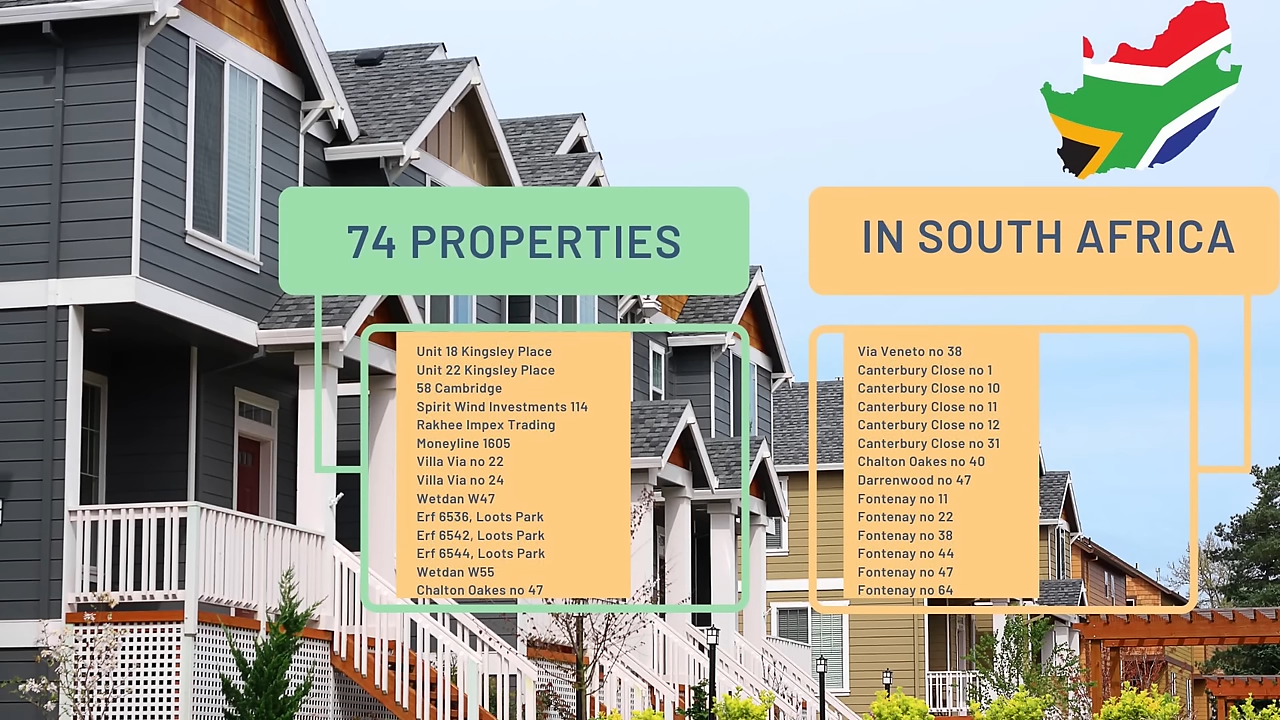 74 PROPERTIES
IN SOUTH AFRICA
Unit 18 Kingsley Place
Unit 22 Kingsley Place
58 Cambridge
Spirit Wind Investments 114
Rakhee Impex Trading
Moneyline 1605
Villa Via no 22
Villa Via no 24
Wetdan W47
Erf 6536, Loots Park
Erf 6542, Loots Park
Erf 6544, Loots Park
Wetdan W55
Chalton Oakes no 47
Via Veneto no 38
Canterbury Close no 1
Canterbury Close no 10
Canterbury Close no 11
Canterbury Close no 12
Canterbury Close no 31
Chalton Oakes no 40
Darrenwood no 47
Fontenay no 11
Fontenay no 22
Fontenay no 38
Fontenay no 44
Fontenay no 47
Fontenay no 64